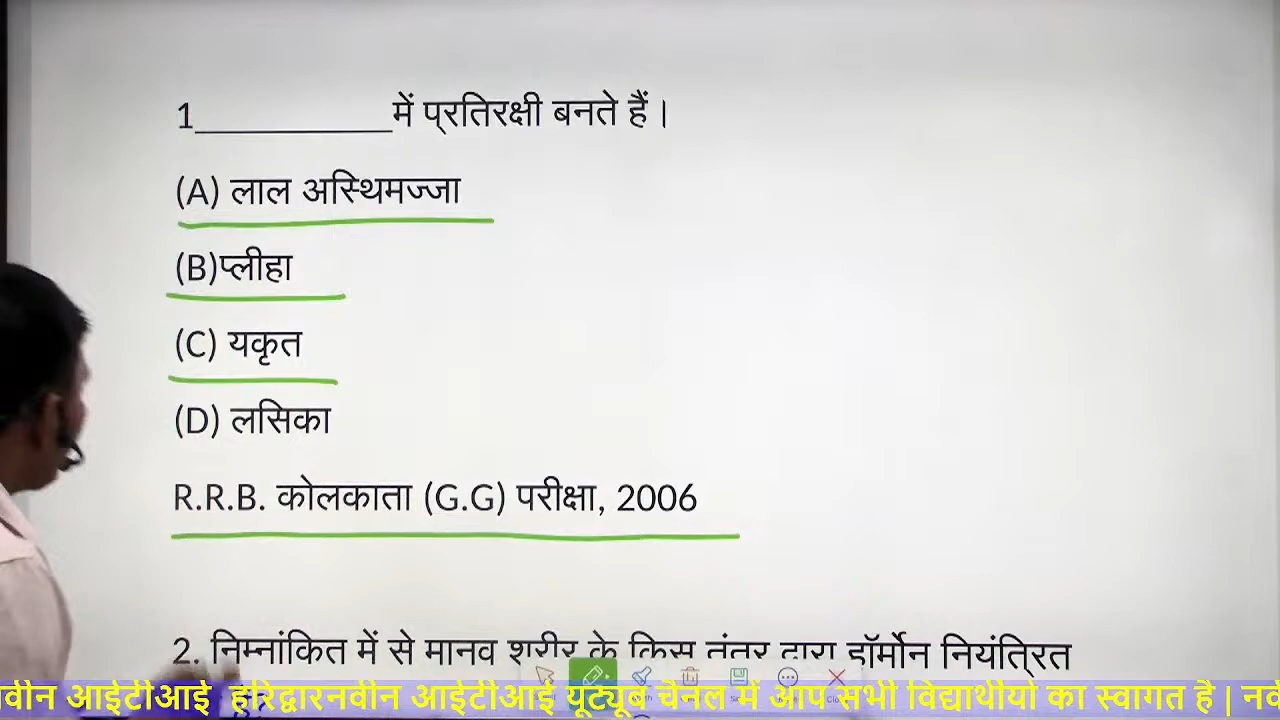 1__________में प्रतिरक्षी बनते हैं।
(A) लाल अस्थिमज्जा
(B)प्लीहा
(C) यकृत
(D) लसिका
R.R.B. कोलकाता (G.G) परीक्षा, 2006
2. निम्नांकित में से मानव शरीर के किस तंत्र द्वारा हॉर्मोन नियंत्रित
नवीन आईटीआई हरिद्वारनवीन आईटीआई यूट्यूब चैनल में आप सभी विद्यार्थीयो का स्वागत है |